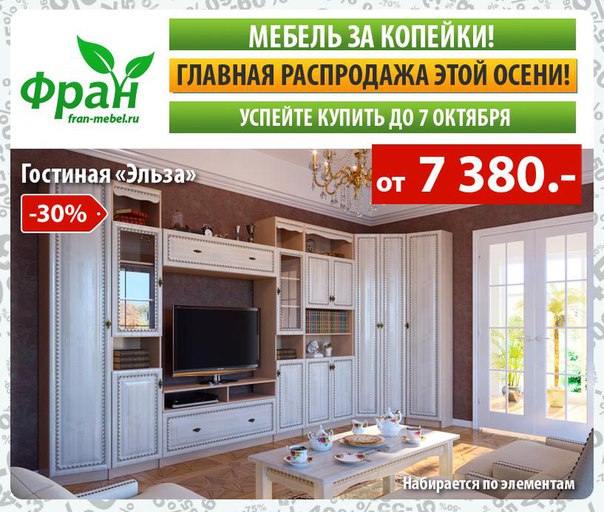 Фран
fran-mebel.ru
МЕБЕЛЬ ЗА КОПЕЙКИ!
ГЛАВНАЯ РАСПРОДАЖА ЭТОЙ ОСЕНИ!
УСПЕЙТЕ КУПИТЬ ДО 7 ОКТЯБРЯ
Гостиная «Эльза»
-30%
от 7 380.-
Набирается по элементам